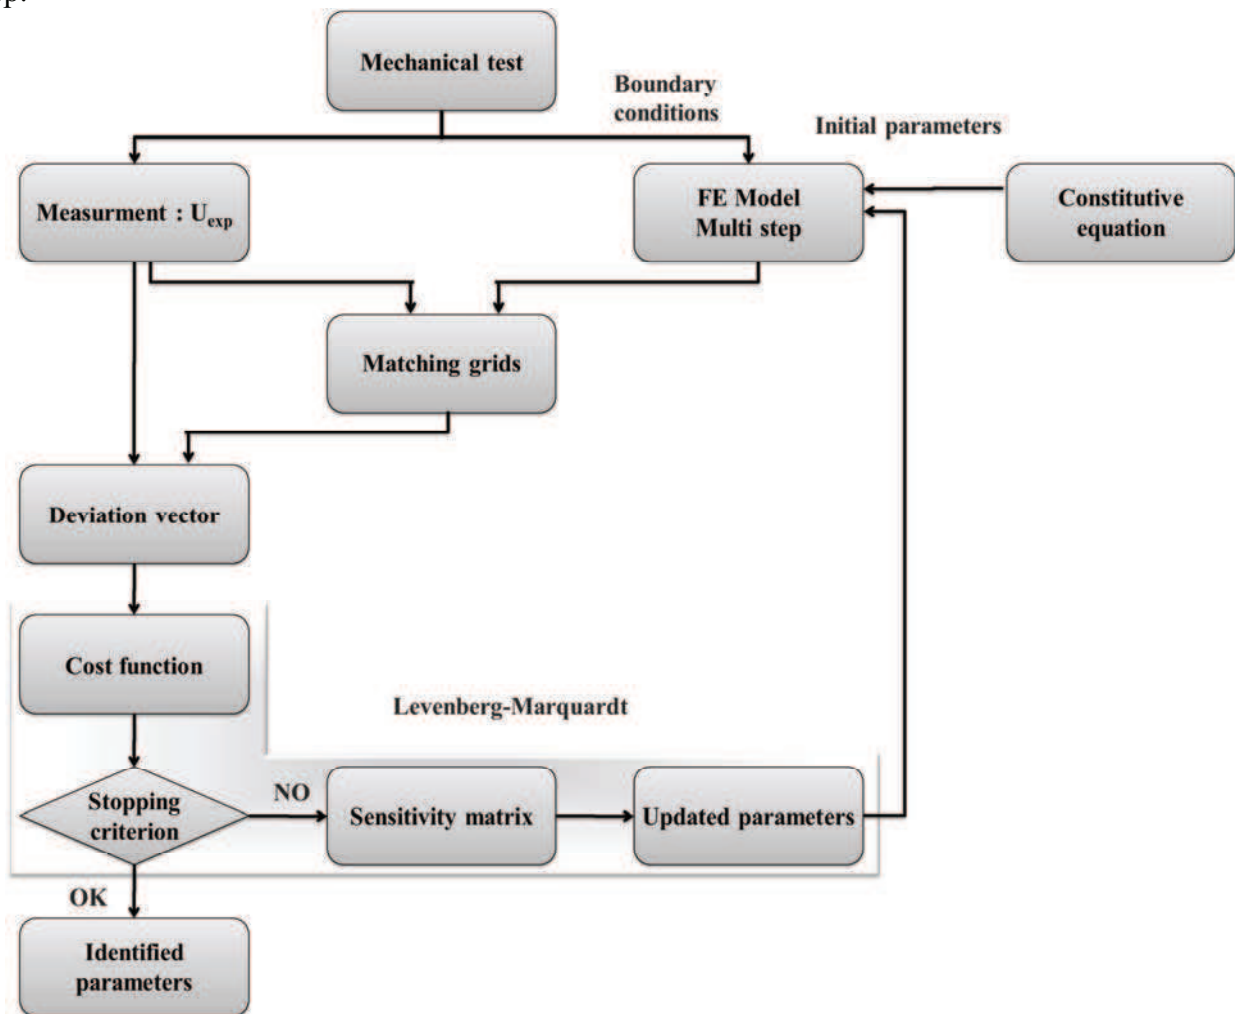 Mechanical test
Boundary
conditions
Initial parameters
Measurment : Uexp
FE Model
Multi step
Constitutive
equation
Matching grids
Deviation vector
Cost function
Levenberg-Marquardt
Stopping
criterion
NO
Sensitivity matrix
Updated parameters
OK
Identified
parameters